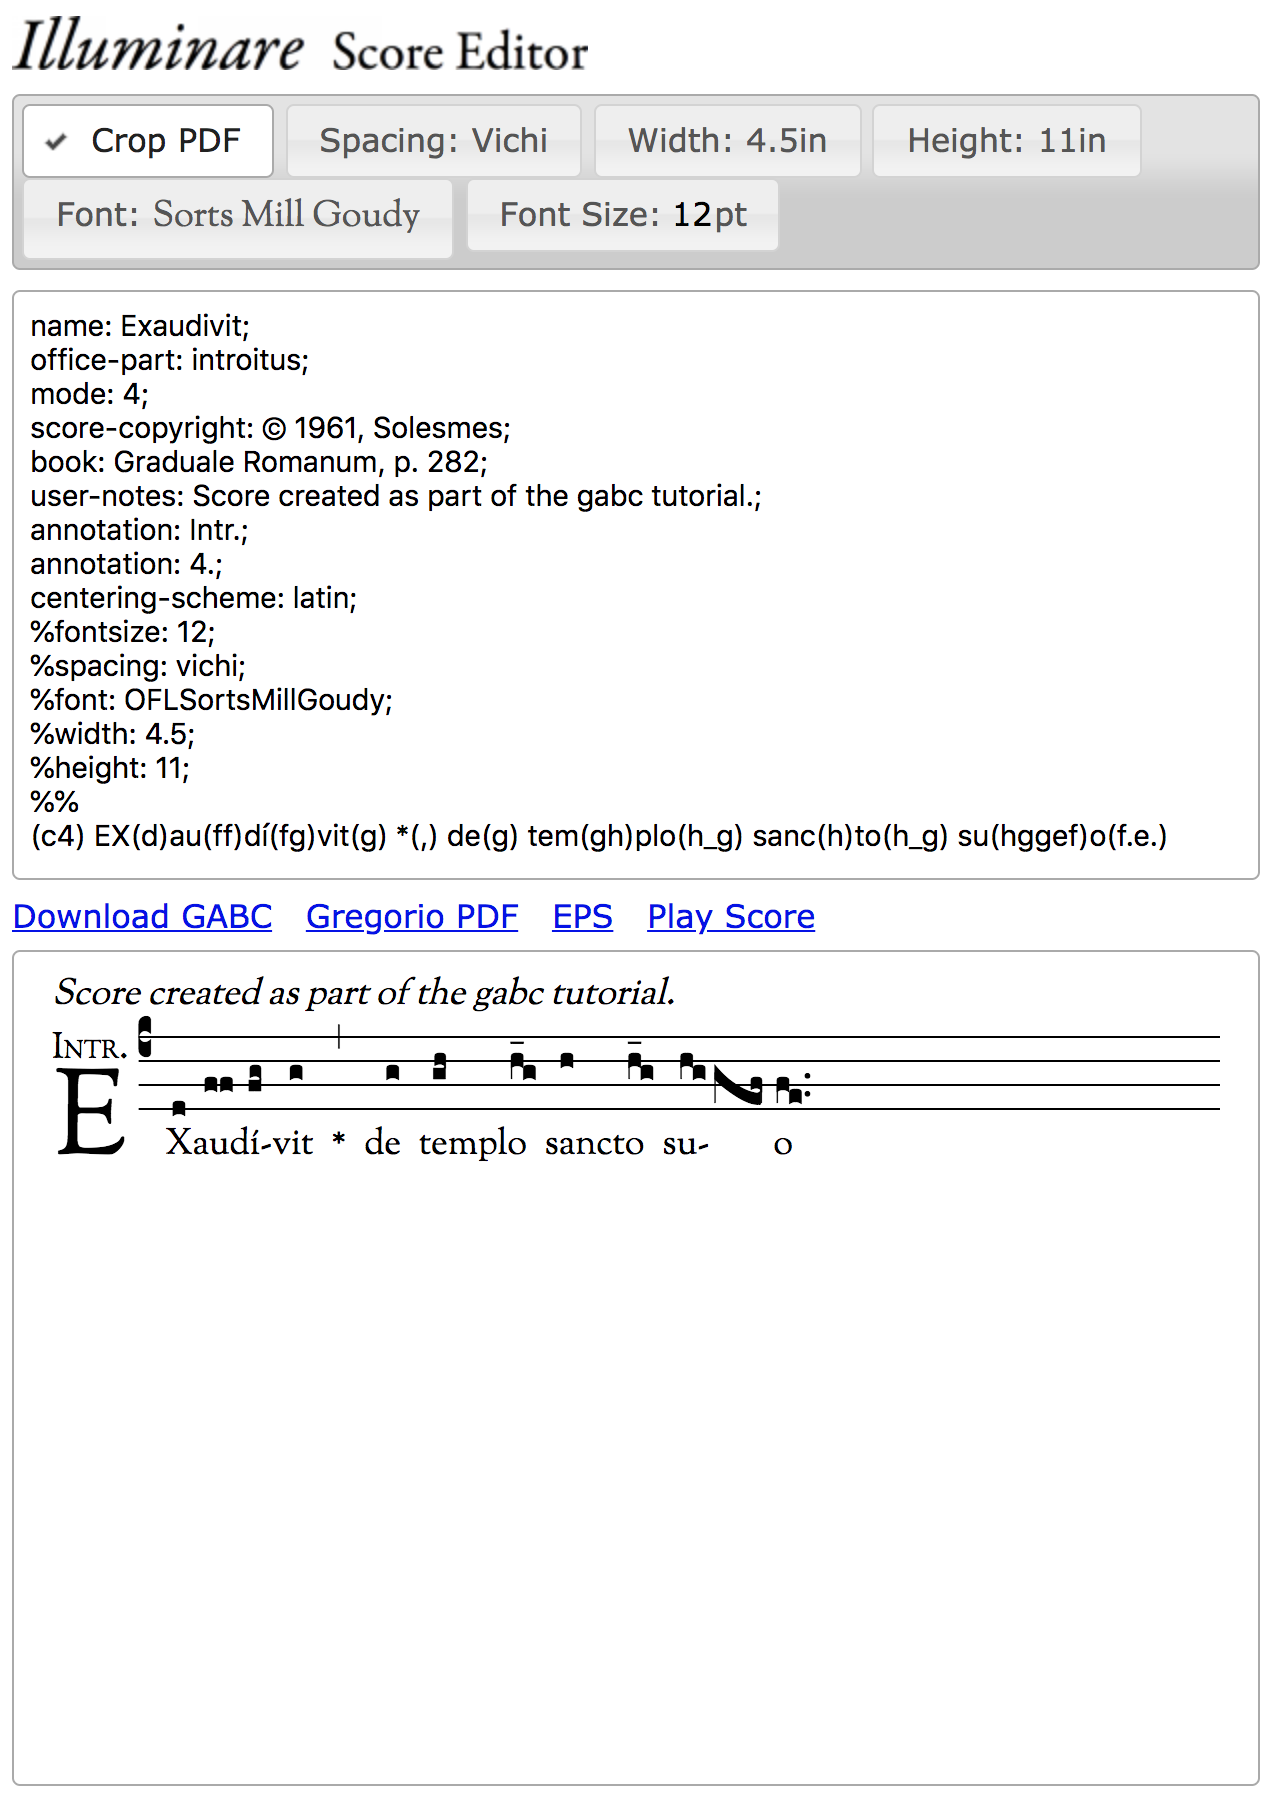 Illuminare Score Editor
✔ Crop PDF Spacing: Vichi Width: 4.5in Height: 11in
Font: Sorts Mill Goudy Font Size: 12pt
name: Exaudivit;
office-part: introitus;
mode: 4;
score-copyright: © 1961, Solesmes;
book: Graduale Romanum, p. 282;
user-notes: Score created as part of the gabc tutorial.;
annotation: Intr.;
annotation: 4.;
centering-scheme: latin;
%fontsize: 12;
%spacing: vichi;
%font: OFLSortsMillGoudy;
%width: 4.5;
%height: 11;
%%
(c4) EX(d)au(ff)dí(fg)vit(g) *(,) de(g) tem(gh)plo(h_g) sanc(h)to(h_g) su(hggef)o(f.e.)
Download GABC Gregorio PDF EPS Play Score
Score created as part of the gabc tutorial.
Intr.
EXaudí-vit * de templo sancto su- o